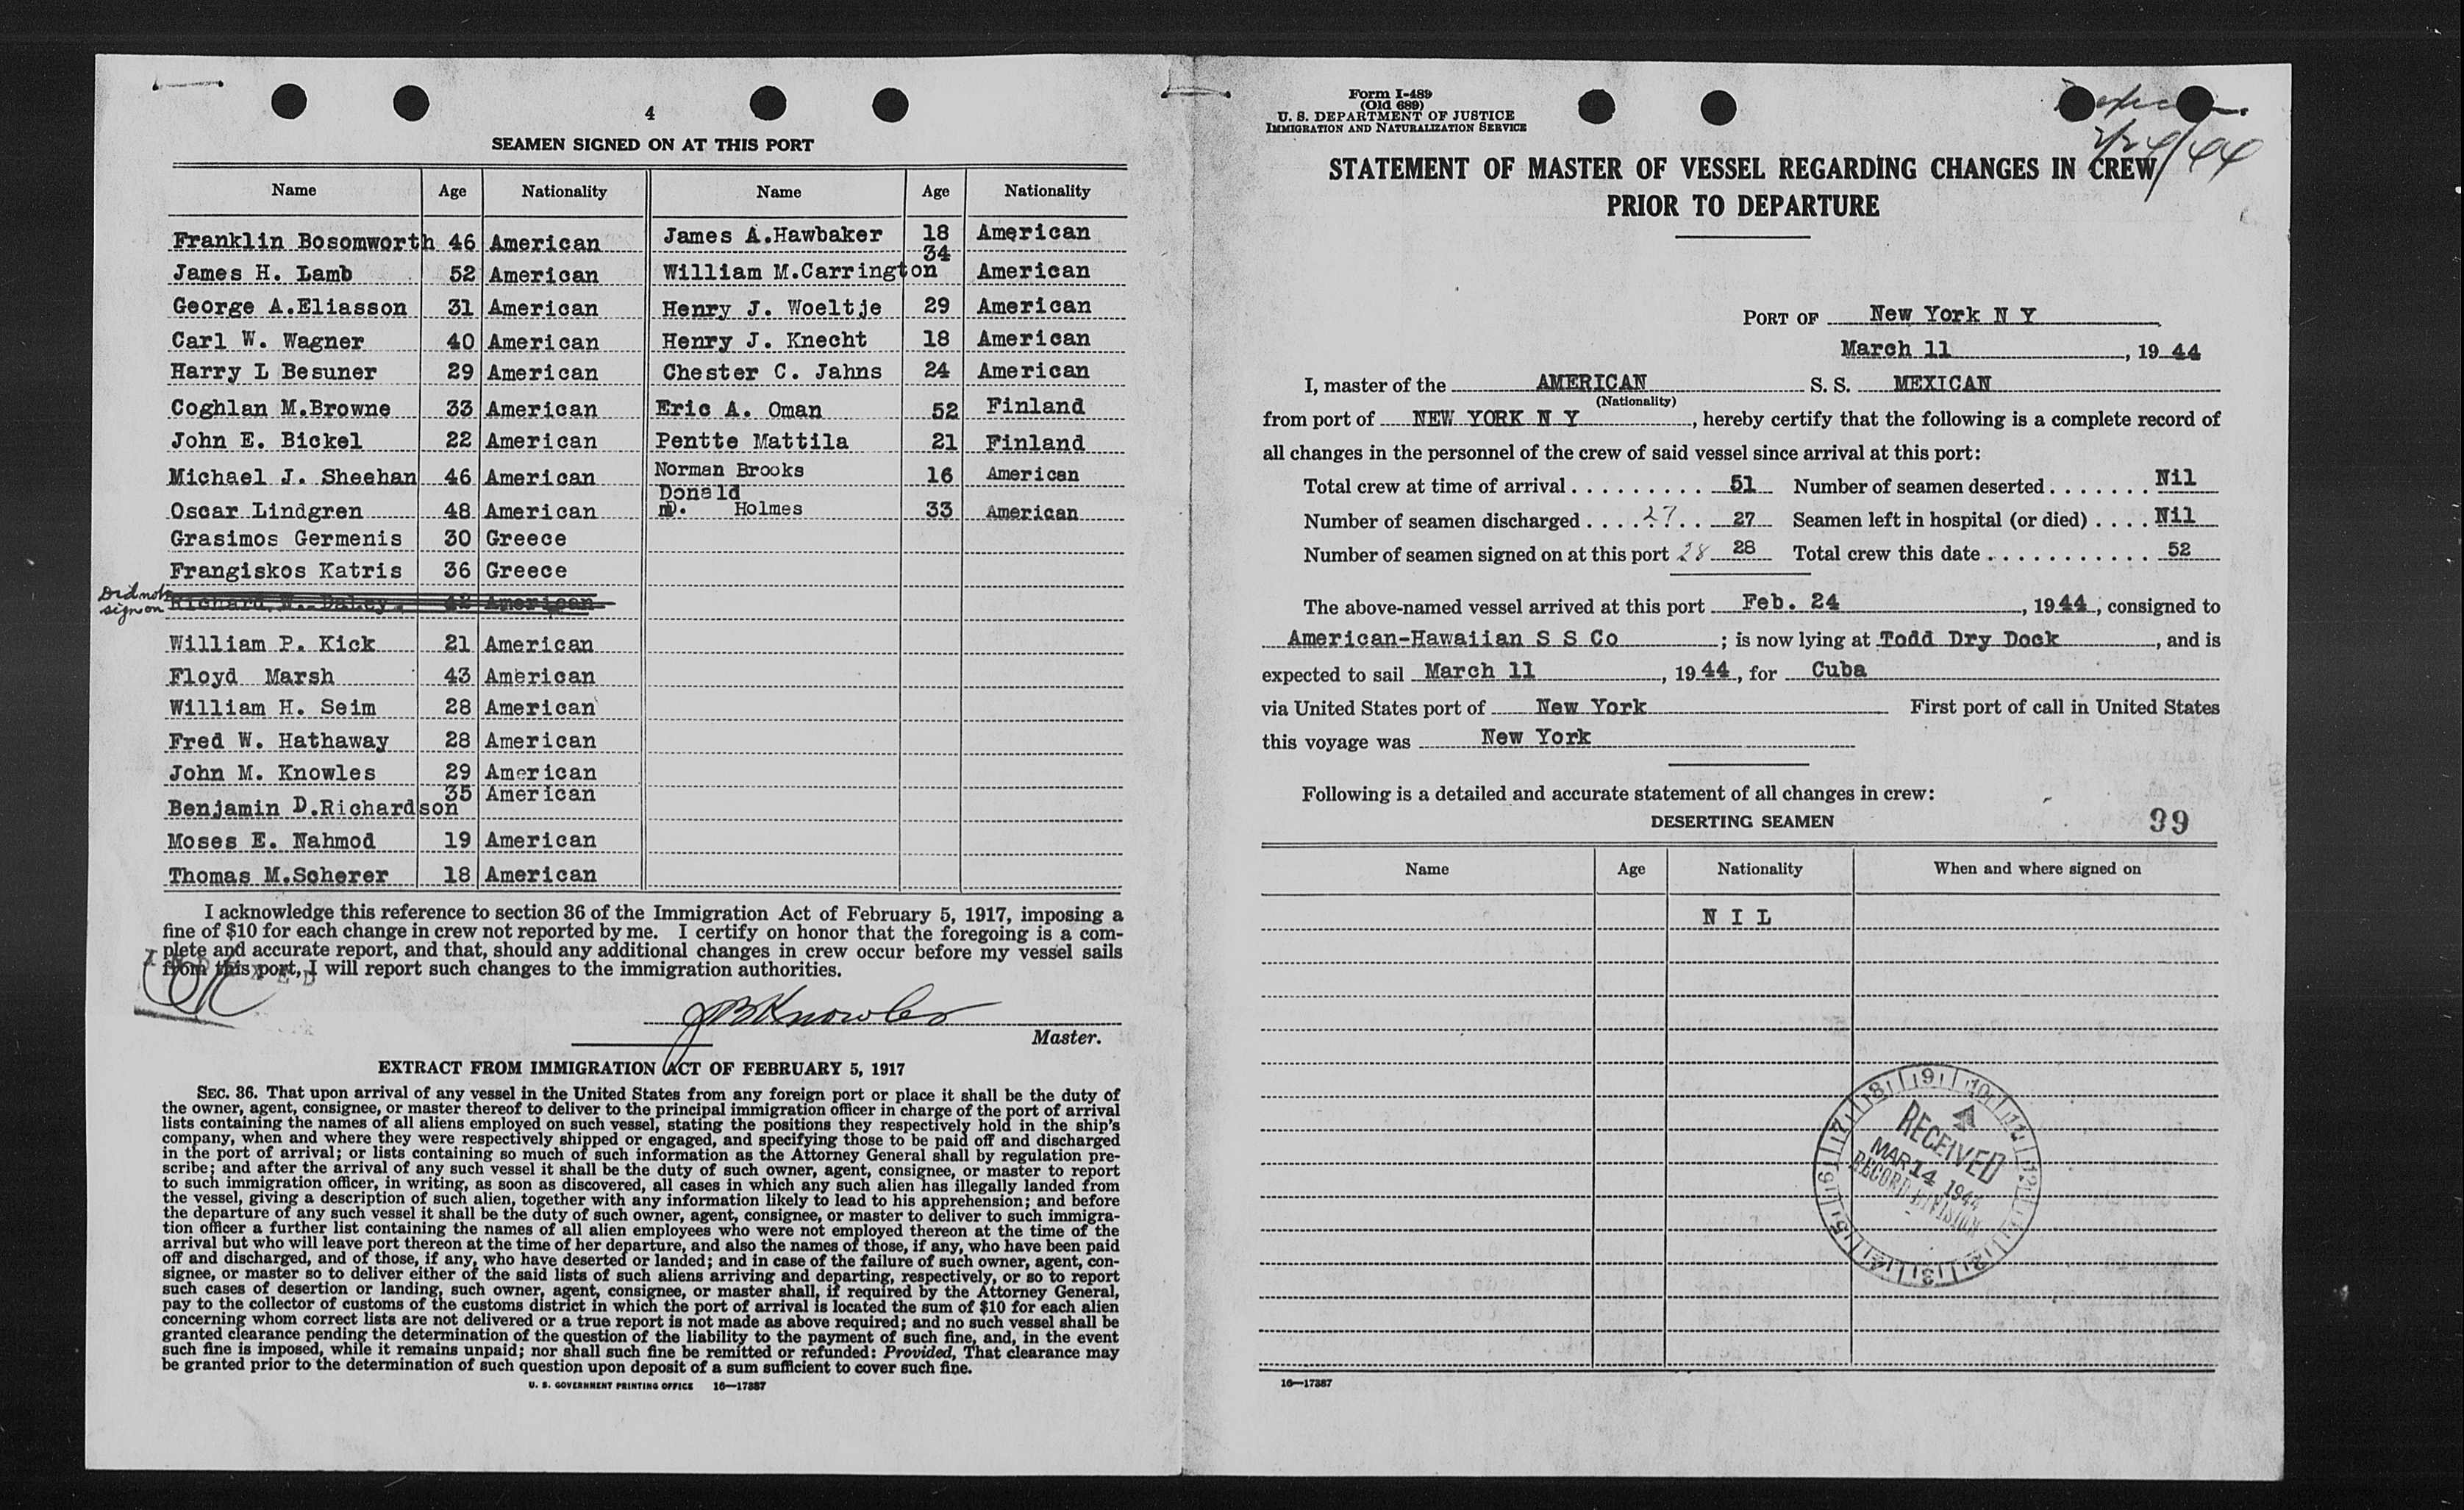 4
SEAMEN SIGNED ON AT THIS PORT
Name Age Nationality Name Age Nationality
Franklin Bosomworth 46 American James A.Hawbaker 18 American
James H. Lamb 52 American William M.Carrington 34 American
George A.Eliasson 31 American Henry J. Woeltje 29 American
Carl W. Wagner 40 American Henry J. Knecht 18 American
Harry L Besuner 29 American Chester C. Jahns 24 American
Coghlan M.Browne 33 American Eric A. Oman 52 Finland
John E. Bickel 22 American Pentte Mattila 21 Finland
Michael J. Sheehan 46 American Norman Brooks 16 American
Oscar Lindgren 48 American Donald D. Holmes 33 American
Grasimos Germenis 30 Greece
Frangiskos Katris 36 Greece
Did not sign on Richard 42 American
William P. Kick 21 American
Floyd Marsh 43 American
William H. Seim 28 American
Fred W. Hathaway 28 American
John M. Knowles 29 American
Benjamin D.Richardson 35 American
Moses E. Nahmod 19 American
Thomas M.Scherer 18 American
I acknowledge this reference to section 36 of the Immigration Act of February 5, 1917, imposing a
fine of $10 for each change in crew not reported by me. I certify on honor that the foregoing is a com-
plete and accurate report, and that, should any additional changes in crew occur before my vessel sails
from this port, I will report such changes to the immigration authorities.
INDEXED
OK
J B Knowles
Master.
EXTRACT FROM IMMIGRATION ACT OF FEBRUARY 5, 1917
SEC. 36. That upon arrival of any vessel in the United States from any foreign port or place it shall be the duty of
the owner, agent, consignee, or master thereof to deliver to the principal immigration officer in charge of the port of arrival
lists containing the names of all aliens employed on such vessel, stating the positions they respectively hold in the ship's
company, when and where they were respectively shipped or engaged, and specifying those to be paid off and discharged
in the port of arrival; or lists containing so much of such information as the Attorney General shall by regulation pre-
scribe; and after the arrival of any such vessel it shall be the duty of such owner, agent, consignee, or master to report
to such immigration officer, in writing, as soon as discovered, all cases in which any such alien has illegally landed from
the vessel, giving a description of such alien, together with any information likely to lead to his apprehension; and before
the departure of any such vessel it shall be the duty of such owner, agent, consignee, or master to deliver to such immigra-
tion officer a further list containing the names of all alien employees who were not employed thereon at the time of the
arrival but who will leave port thereon at the time of her departure, and also the names of those, if any, who have been paid
off and discharged, and of those, if any, who have deserted or landed; and in case of the failure of such owner, agent, con-
signee, or master so to deliver either of the said lists of such aliens arriving and departing, respectively, or so to report
such cases of desertion or landing, such owner, agent, consignee, or master shall, if required by the Attorney General,
pay to the collector of customs of the customs district in which the port of arrival is located the sum of $10 for each alien
concerning whom correct lists are not delivered or a true report is not made as above required; and no such vessel shall be
granted clearance pending the determination of the question of the liability to the payment of such fine, and, in the event
such fine is imposed, while it remains unpaid; nor shall such fine be remitted or refunded: Provided, That clearance may
be granted prior to the determination of such question upon deposit of a sum sufficient to cover such fine.
U. S. GOVERNMENT PRINTING OFFICE 16—17387
Form I-489
(Old 689)
U. S. DEPARTMENT OF JUSTICE
IMMIGRATION AND NATURALIZATION SERVICE
2/24/44
STATEMENT OF MASTER OF VESSEL REGARDING CHANGES IN CREW
PRIOR TO DEPARTURE
PORT OF New York N Y
March 11, 1944
I, master of the AMERICAN S. S. MEXICAN
(Nationality)
from port of NEW YORK N Y, hereby certify that the following is a complete record of
all changes in the personnel of the crew of said vessel since arrival at this port:
Total crew at time of arrival . . . . . . . . . . 51 Number of seamen deserted . . . . . . . Nil
Number of seamen discharged . . . . 27 . . 27 Seamen left in hospital (or died) . . . . Nil
Number of seamen signed on at this port 28 28 Total crew this date . . . . . . . . . . . . 52
The above-named vessel arrived at this port Feb. 24, 1944, consigned to
American-Hawaiian S S Co; is now lying at Todd Dry Dock, and is
expected to sail March 11, 1944, for Cuba
via United States port of New York First port of call in United States
this voyage was New York
Following is a detailed and accurate statement of all changes in crew:
DESERTING SEAMEN 99
Name Age Nationality When and where signed on
N I L
RECEIVED
MAR 14 1944
RECORD DIVISION
16—17387